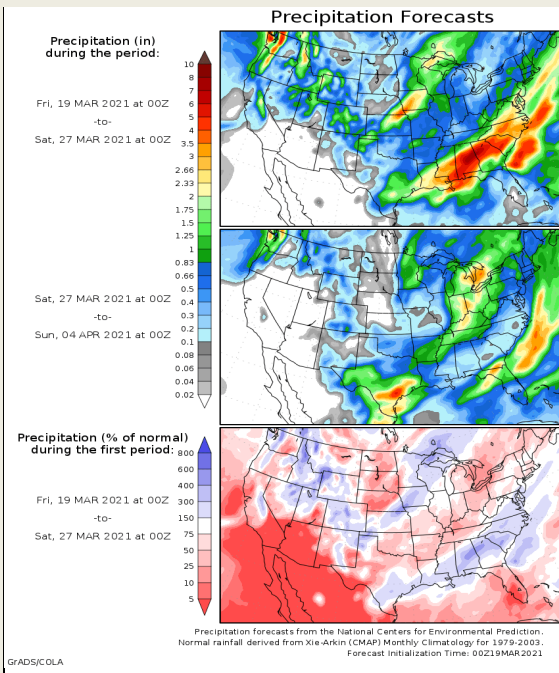 Precipitation Forecasts
Precipitation (in)
during the period:
Fri, 19 MAR 2021 at 00Z
-to-
Sat, 27 MAR 2021 at 00Z
10
8
7
6
5
4
3.5
3
2.66
2.33
2
1.75
1.5
1.25
1
0.83
0.66
0.5
0.4
0.3
0.2
0.1
0.08
0.06
0.04
0.02
Sat, 27 MAR 2021 at 00Z
-to-
Sun, 04 APR 2021 at 00Z
Precipitation (% of normal)
during the first period:
Fri, 19 MAR 2021 at 00Z
-to-
Sat, 27 MAR 2021 at 00Z
800
600
400
300
150
75
50
25
10
5
Precipitation forecasts from the National Centers for Environmental Prediction.
Normal rainfall derived from Xie-Arkin (CMAP) Monthly Climatology for 1979-2003.
Forecast Initialization Time: 00Z19MAR2021
GrADS/COLA